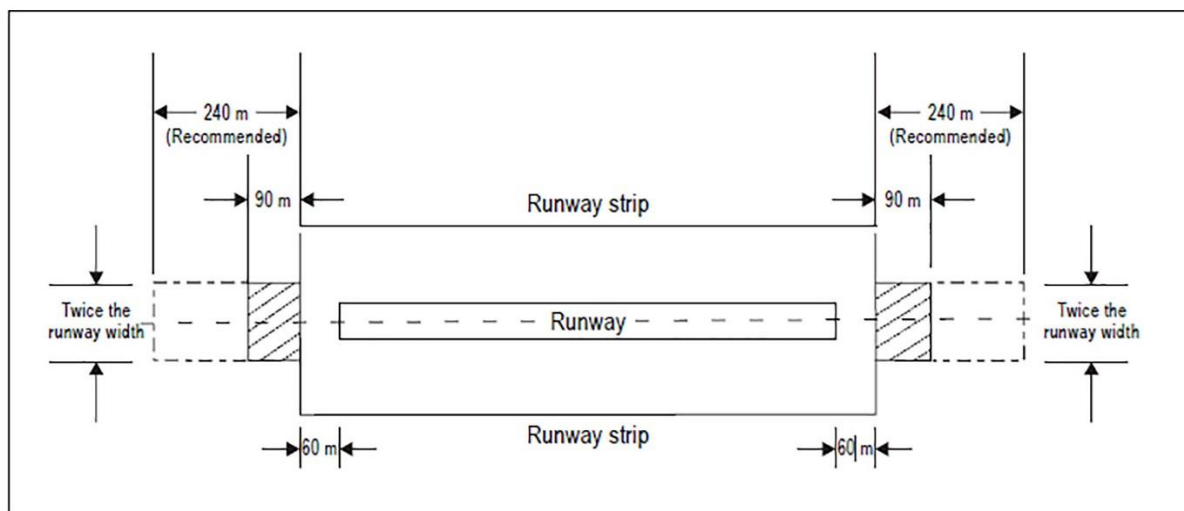 240 m
(Recommended)
240 m
(Recommended)
90 m
90 m
Runway strip
Twice the
runway width
Runway
Twice the
runway width
Runway strip
60 m
60 m